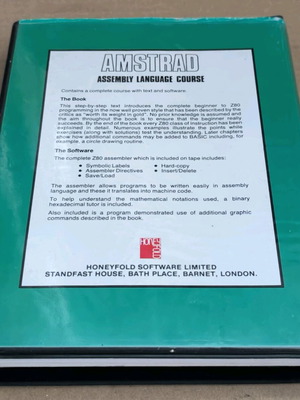 AMSTRAD
ASSEMBLY LANGUAGE COURSE
Contains a complete course with text and software.
The Book
This step-by-step text introduces the complete beginner to Z80
programming in the now well proven style that has been described by the
critics as "worth its weight in gold". No prior knowledge is assumed and
the aim throughout the book is to ensure that the beginner really
succeeds. By the end of the book every Z80 class of instruction has been
explained in detail. Numerous examples illustrate the points while
exercises (along with solutions) test the understanding. Later chapters
show how additional commands may be added to BASIC including, for
example, a circle drawing routine.
The Software
The complete Z80 assembler which is included on tape includes:
• Symbolic Labels
• Assembler Directives
• Save/Load
• Hard-copy
• Insert/Delete
The assembler allows programs to be written easily in assembly
language and these it translates into machine code.
To help understand the mathematical notations used, a binary
hexadecimal tutor is included.
Also included is a program demonstrated use of additional graphic
commands described in the book.
HONEYFOLD SOFTWARE LIMITED
STANDFAST HOUSE, BATH PLACE, BARNET, LONDON.